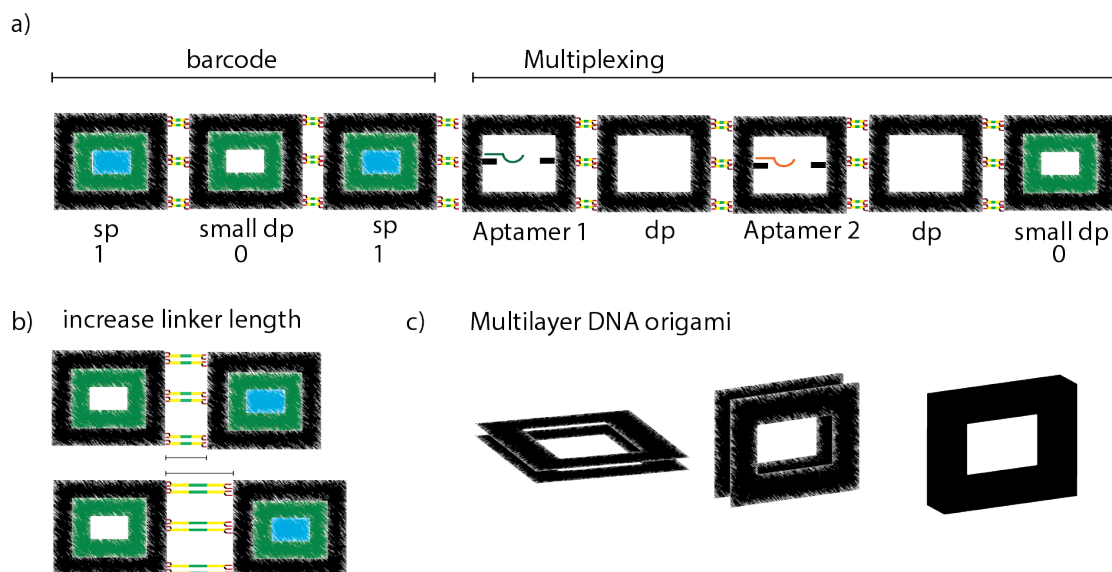 a)
barcode Multiplexing
sp small dp sp Aptamer 1 dp Aptamer 2 dp small dp
1 0 1 0
b) increase linker length
c) Multilayer DNA origami